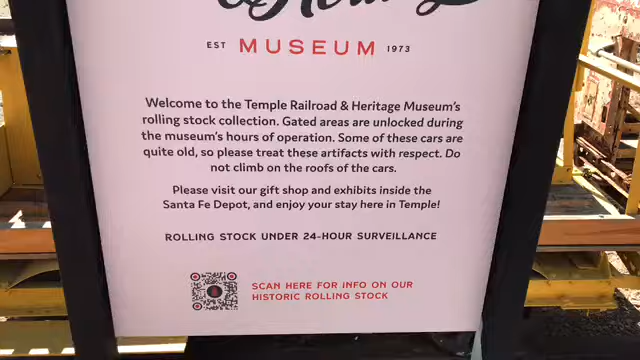 &
EST MUSEUM 1973
Welcome to the Temple Railroad & Heritage Museum's
rolling stock collection. Gated areas are unlocked during
the museum's hours of operation. Some of these cars are
quite old, so please treat these artifacts with respect. Do
not climb on the roofs of the cars.
Please visit our gift shop and exhibits inside the
Santa Fe Depot, and enjoy your stay here in Temple!
ROLLING STOCK UNDER 24-HOUR SURVEILLANCE
SCAN HERE FOR INFO ON OUR
HISTORIC ROLLING STOCK